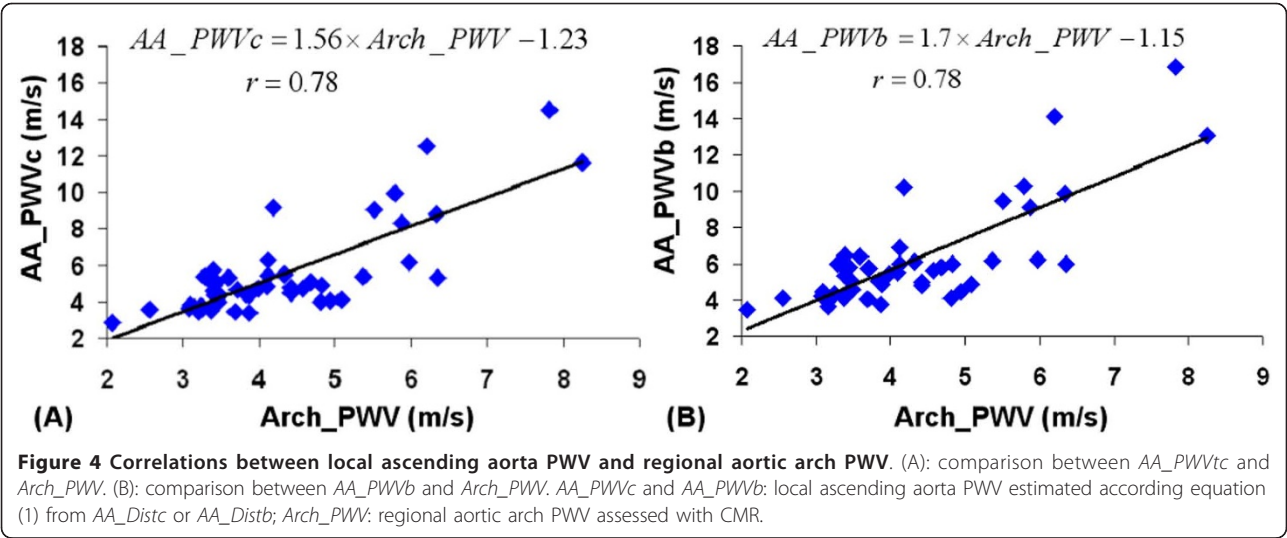 AA_PWVc = 1.56 × Arch_PWV − 1.23
r = 0.78
AA_PWVc (m/s)
18
16
14
12
10
8
6
4
2
2 3 4 5 6 7 8 9
(A) Arch_PWV (m/s)
AA_PWVb = 1.7 × Arch_PWV − 1.15
r = 0.78
AA_PWVb (m/s)
18
16
14
12
10
8
6
4
2
2 3 4 5 6 7 8 9
(B) Arch_PWV (m/s)
Figure 4 Correlations between local ascending aorta PWV and regional aortic arch PWV. (A): comparison between AA_PWVtc and
Arch_PWV. (B): comparison between AA_PWVb and Arch_PWV. AA_PWVc and AA_PWVb: local ascending aorta PWV estimated according equation
(1) from AA_Distc or AA_Distb; Arch_PWV: regional aortic arch PWV assessed with CMR.